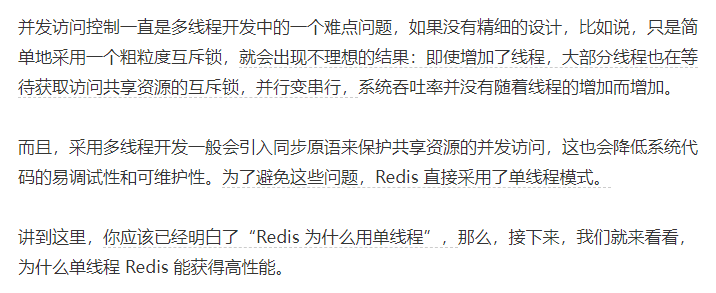 并发访问控制一直是多线程开发中的一个难点问题，如果没有精细的设计，比如说，只是简
单地采用一个粗粒度互斥锁，就会出现不理想的结果：即使增加了线程，大部分线程也在等
待获取访问共享资源的互斥锁，并行变串行，系统吞吐率并没有随着线程的增加而增加。
而且，采用多线程开发一般会引入同步原语来保护共享资源的并发访问，这也会降低系统代
码的易调试性和可维护性。为了避免这些问题，Redis 直接采用了单线程模式。
讲到这里，你应该已经明白了“Redis 为什么用单线程”，那么，接下来，我们就来看看，
为什么单线程 Redis 能获得高性能。